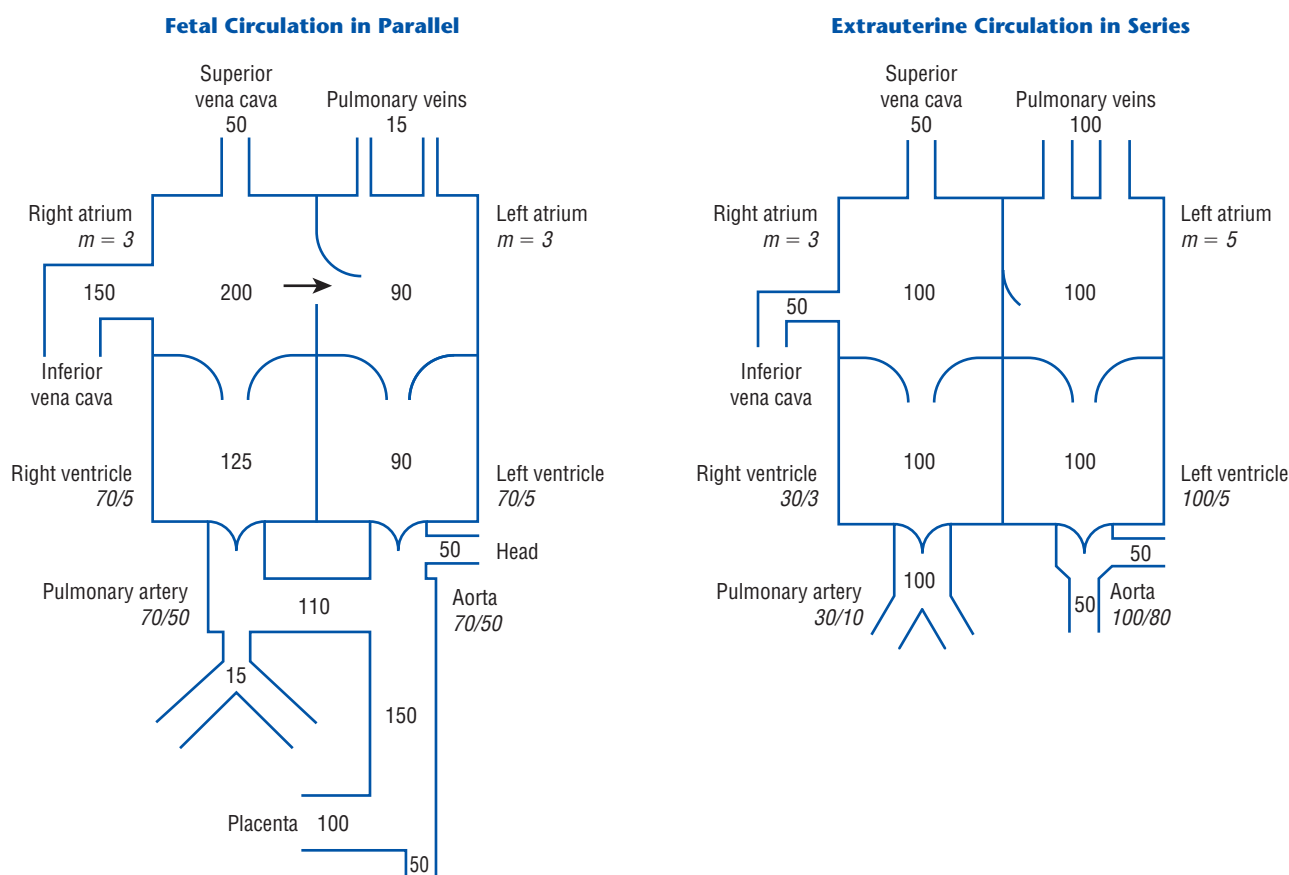 Fetal Circulation in Parallel
Superior
vena cava
50
Pulmonary veins
15
Right atrium
m = 3
Left atrium
m = 3
150
200
90
Inferior
vena cava
125
90
Right ventricle
70/5
Left ventricle
70/5
50
Head
Pulmonary artery
70/50
110
Aorta
70/50
15
150
Placenta
100
50
Extrauterine Circulation in Series
Superior
vena cava
50
Pulmonary veins
100
Right atrium
m = 3
Left atrium
m = 5
50
100
100
Inferior
vena cava
100
100
Right ventricle
30/3
Left ventricle
100/5
50
Pulmonary artery
30/10
100
50
Aorta
100/80